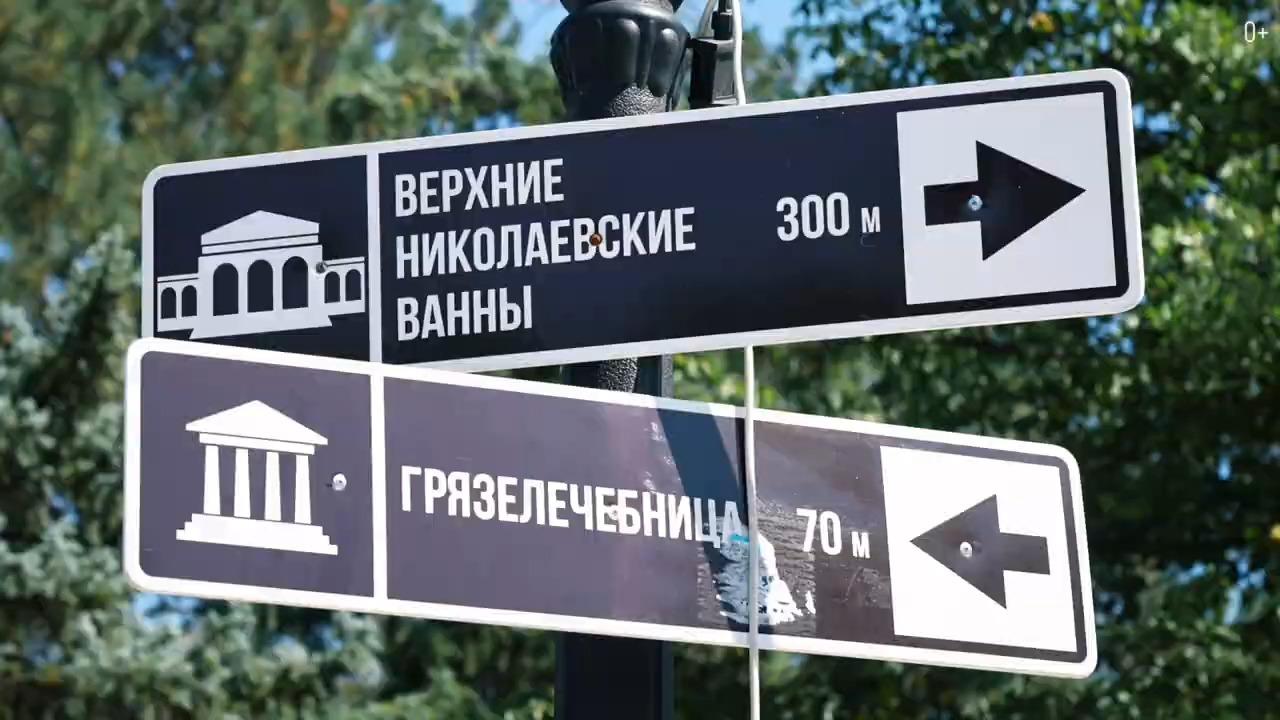 0+
ВЕРХНИЕ
НИКОЛАЕВСКИЕ
ВАННЫ
300 м
ГРЯЗЕЛЕЧЕБНИЦА
70 м